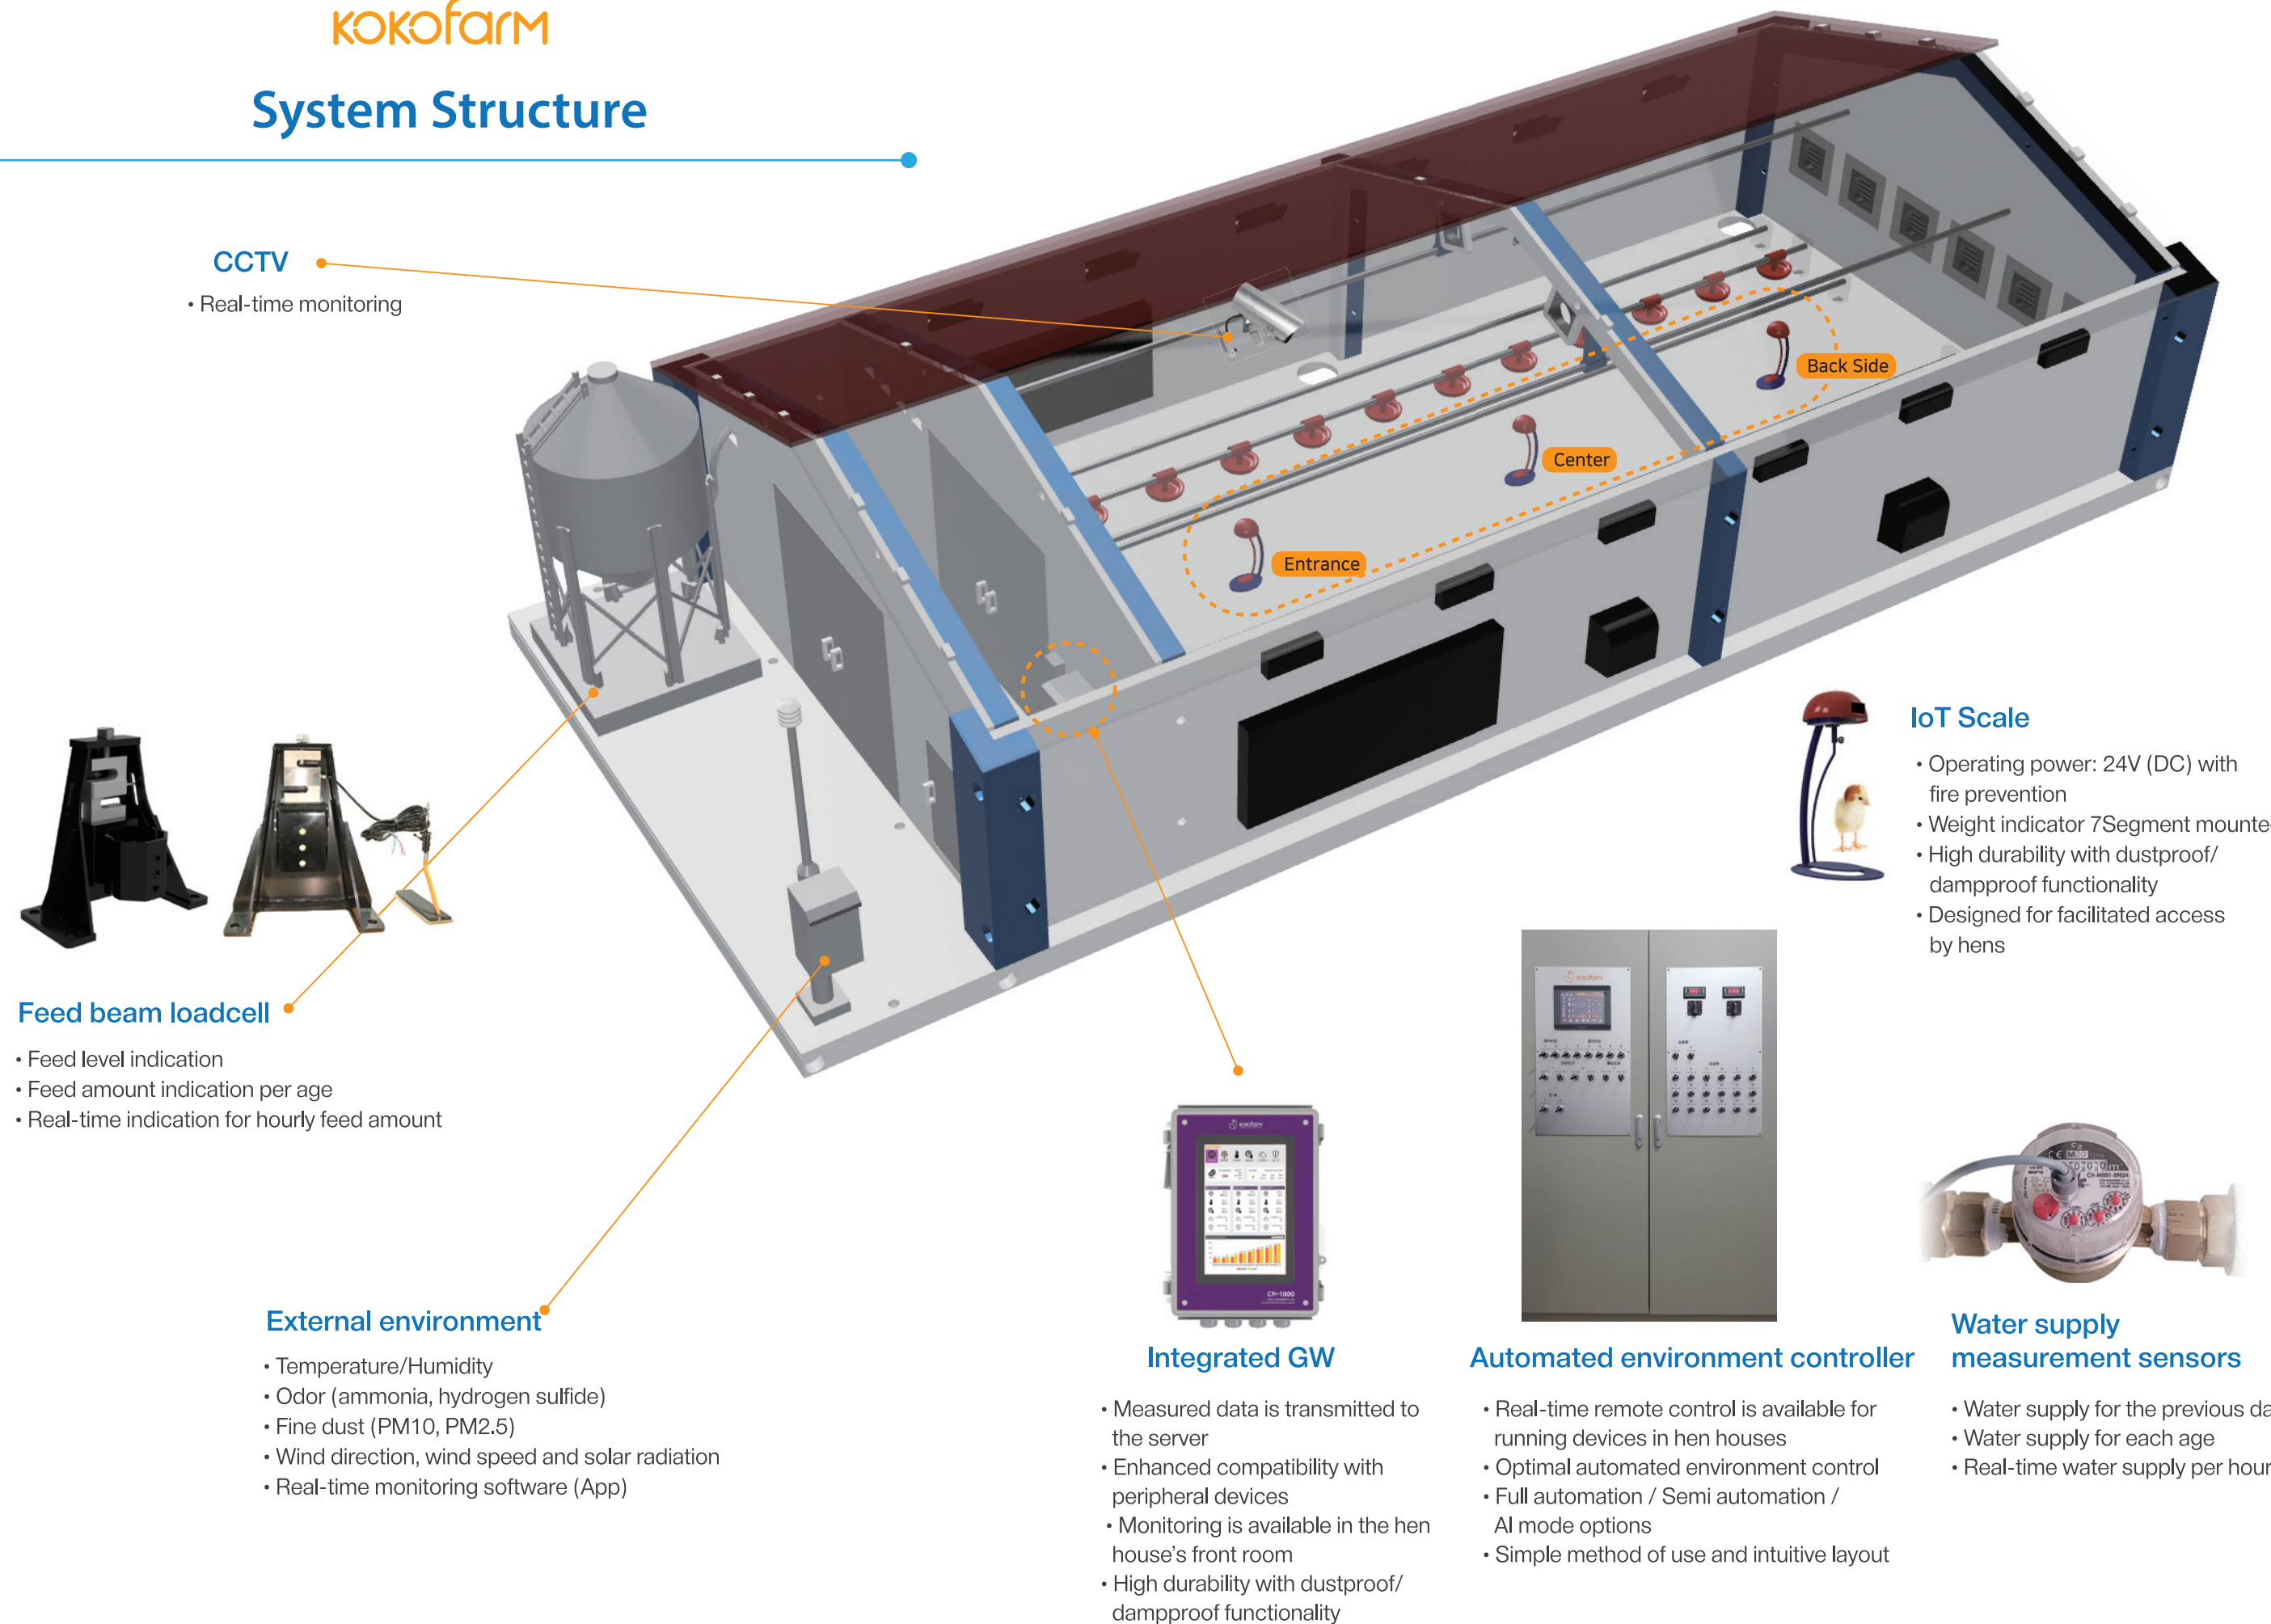 KOKOFARM
System Structure
CCTV
• Real-time monitoring
Back Side
Center
Entrance
IoT Scale
• Operating power: 24V (DC) with
fire prevention
• Weight indicator 7Segment mounte
• High durability with dustproof/
dampproof functionality
• Designed for facilitated access
by hens
Feed beam loadcell
• Feed level indication
• Feed amount indication per age
• Real-time indication for hourly feed amount
External environment
• Temperature/Humidity
• Odor (ammonia, hydrogen sulfide)
• Fine dust (PM10, PM2.5)
• Wind direction, wind speed and solar radiation
• Real-time monitoring software (App)
KOKOFARM
CK-1000
Integrated GW
• Measured data is transmitted to
the server
• Enhanced compatibility with
peripheral devices
• Monitoring is available in the hen
house's front room
• High durability with dustproof/
dampproof functionality
KOKOFARM
Automated environment controller
• Real-time remote control is available for
running devices in hen houses
• Optimal automated environment control
• Full automation / Semi automation /
AI mode options
• Simple method of use and intuitive layout
Water supply
measurement sensors
• Water supply for the previous da
• Water supply for each age
• Real-time water supply per hour